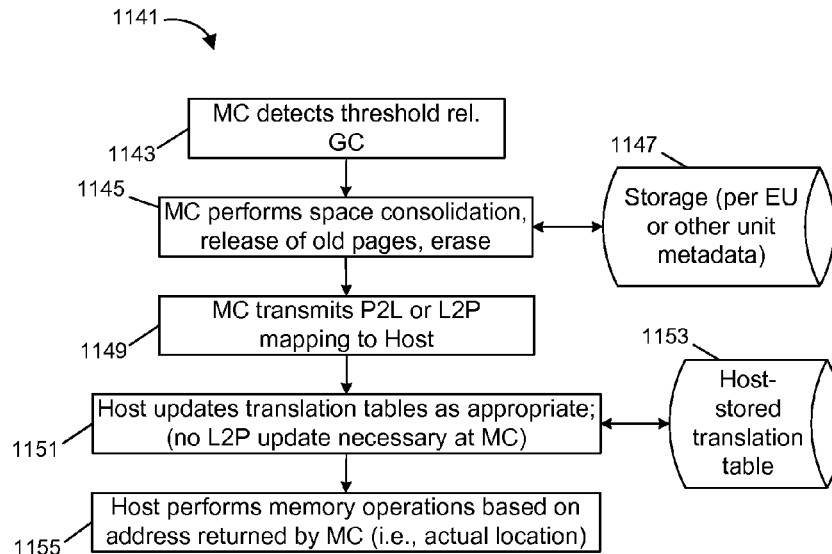 1141
MC detects threshold rel.
GC
1143
1147
1145
MC performs space consolidation,
release of old pages, erase
Storage (per EU
or other unit
metadata)
MC transmits P2L or L2P
mapping to Host
1149
1153
Host updates translation tables as appropriate;
(no L2P update necessary at MC)
1151
Host-
stored
translation
table
Host performs memory operations based on
address returned by MC (i.e., actual location)
1155